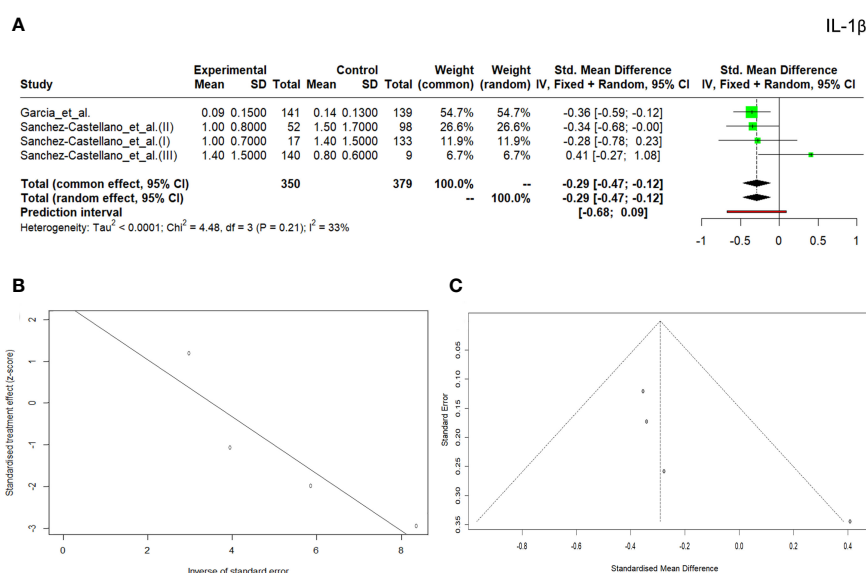 A
IL-1β
Experimental Control Weight Weight Std. Mean Difference Std. Mean Difference
Study Mean SD Total Mean SD Total (common) (random) IV, Fixed + Random, 95% CI IV, Fixed + Random, 95% CI
Garcia_et_al. 0.09 0.1500 141 0.14 0.1300 139 54.7% 54.7% -0.36 [-0.59; -0.12]
Sanchez-Castellano_et_al.(II) 1.00 0.8000 52 1.50 1.7000 98 26.6% 26.6% -0.34 [-0.68; -0.00]
Sanchez-Castellano_et_al.(I) 1.00 0.7000 17 1.40 1.5000 133 11.9% 11.9% -0.28 [-0.78; 0.23]
Sanchez-Castellano_et_al.(III) 1.40 1.5000 140 0.80 0.6000 9 6.7% 6.7% 0.41 [-0.27; 1.08]
Total (common effect, 95% CI) 350 379 100.0% -- -0.29 [-0.47; -0.12]
Total (random effect, 95% CI) -- 100.0% -0.29 [-0.47; -0.12]
Prediction interval [-0.68; 0.09]
Heterogeneity: Tau² < 0.0001; Chi² = 4.48, df = 3 (P = 0.21); I² = 33%
-1 -0.5 0 0.5 1
B
Standardised treatment effect (z-score)
2
1
0
-1
-2
-3
0 2 4 6 8
Inverse of standard error
C
Standard Error
0.05
0.10
0.15
0.20
0.25
0.30
0.35
-0.8 -0.6 -0.4 -0.2 0.0 0.2 0.4
Standardised Mean Difference